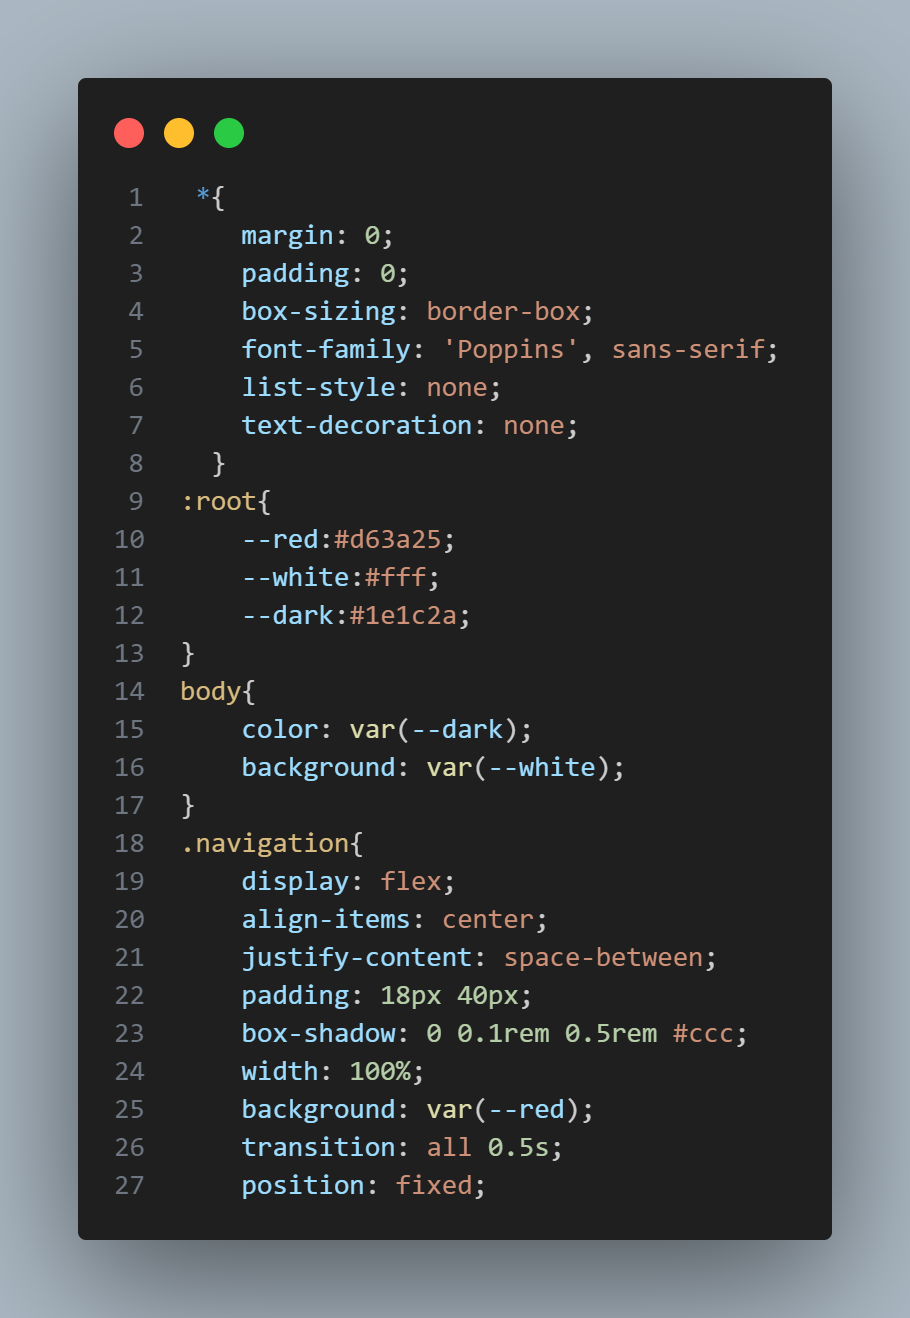 1 *{
2 margin: 0;
3 padding: 0;
4 box-sizing: border-box;
5 font-family: 'Poppins', sans-serif;
6 list-style: none;
7 text-decoration: none;
8 }
9 :root{
10 --red:#d63a25;
11 --white:#fff;
12 --dark:#1e1c2a;
13 }
14 body{
15 color: var(--dark);
16 background: var(--white);
17 }
18 .navigation{
19 display: flex;
20 align-items: center;
21 justify-content: space-between;
22 padding: 18px 40px;
23 box-shadow: 0 0.1rem 0.5rem #ccc;
24 width: 100%;
25 background: var(--red);
26 transition: all 0.5s;
27 position: fixed;